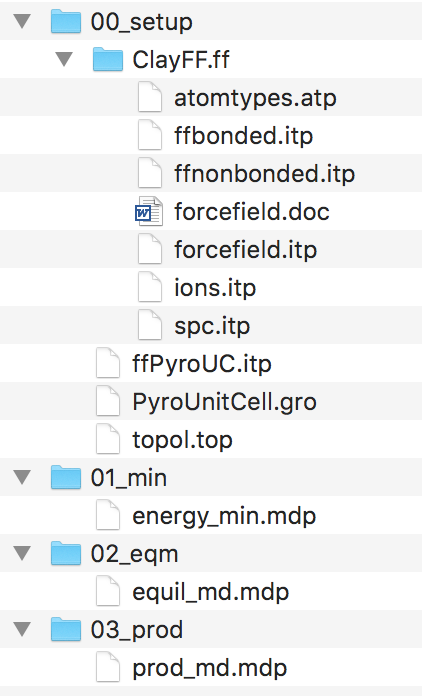 00_setup
ClayFF.ff
atomtypes.atp
ffbonded.itp
ffnonbonded.itp
forcefield.doc
forcefield.itp
ions.itp
spc.itp
ffPyroUC.itp
PyroUnitCell.gro
topol.top
01_min
energy_min.mdp
02_eqm
equil_md.mdp
03_prod
prod_md.mdp